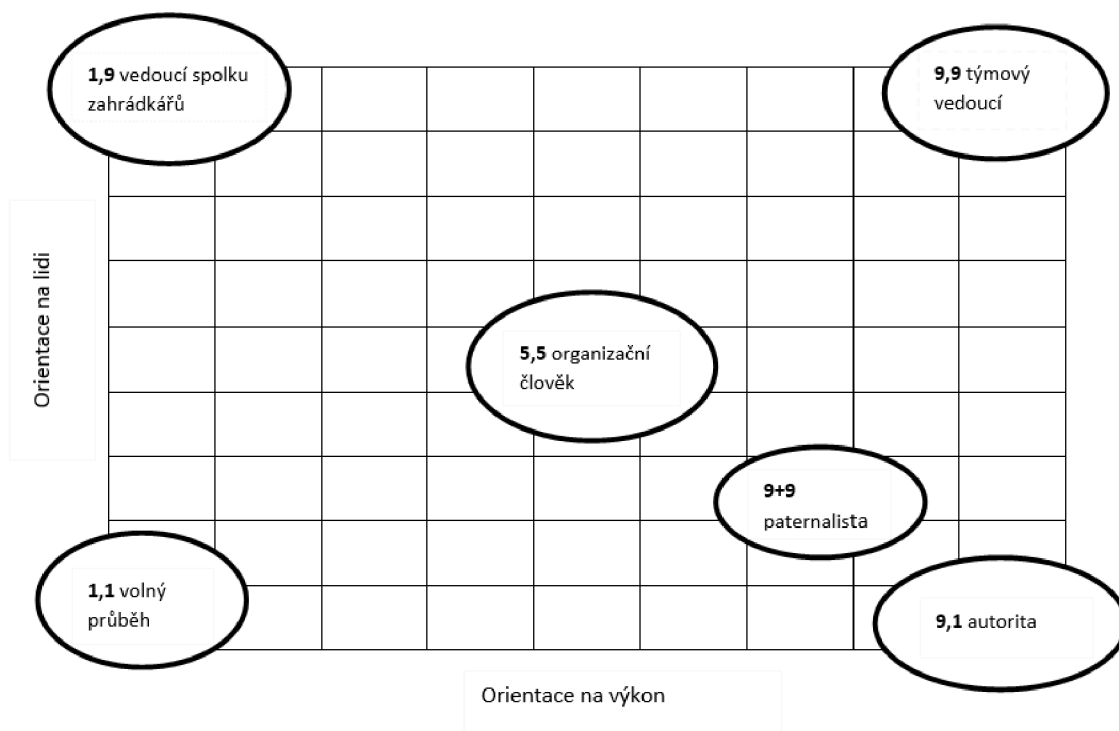 1,9 vedoucí spolku
zahrádkářů
9,9 týmový
vedoucí
Orientace na lidi
5,5 organizační
člověk
9+9
paternalista
1,1 volný
průběh
9,1 autorita
Orientace na výkon